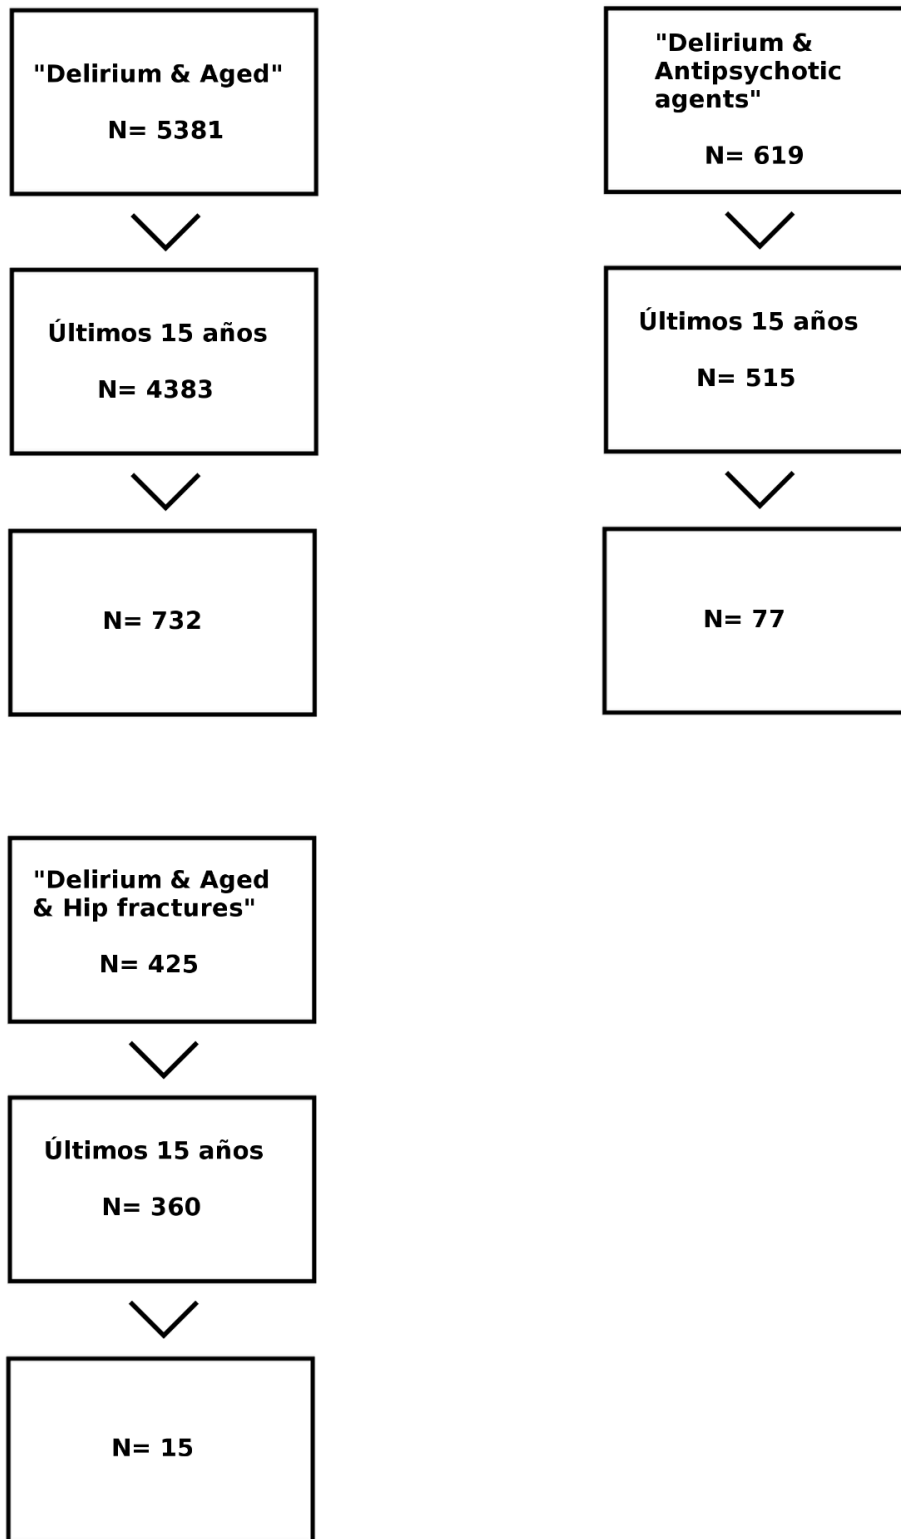 "Delirium & Aged"
N= 5381
Últimos 15 años
N= 4383
N= 732
"Delirium &
Antipsychotic
agents"
N= 619
Últimos 15 años
N= 515
N= 77
"Delirium & Aged
& Hip fractures"
N= 425
Últimos 15 años
N= 360
N= 15